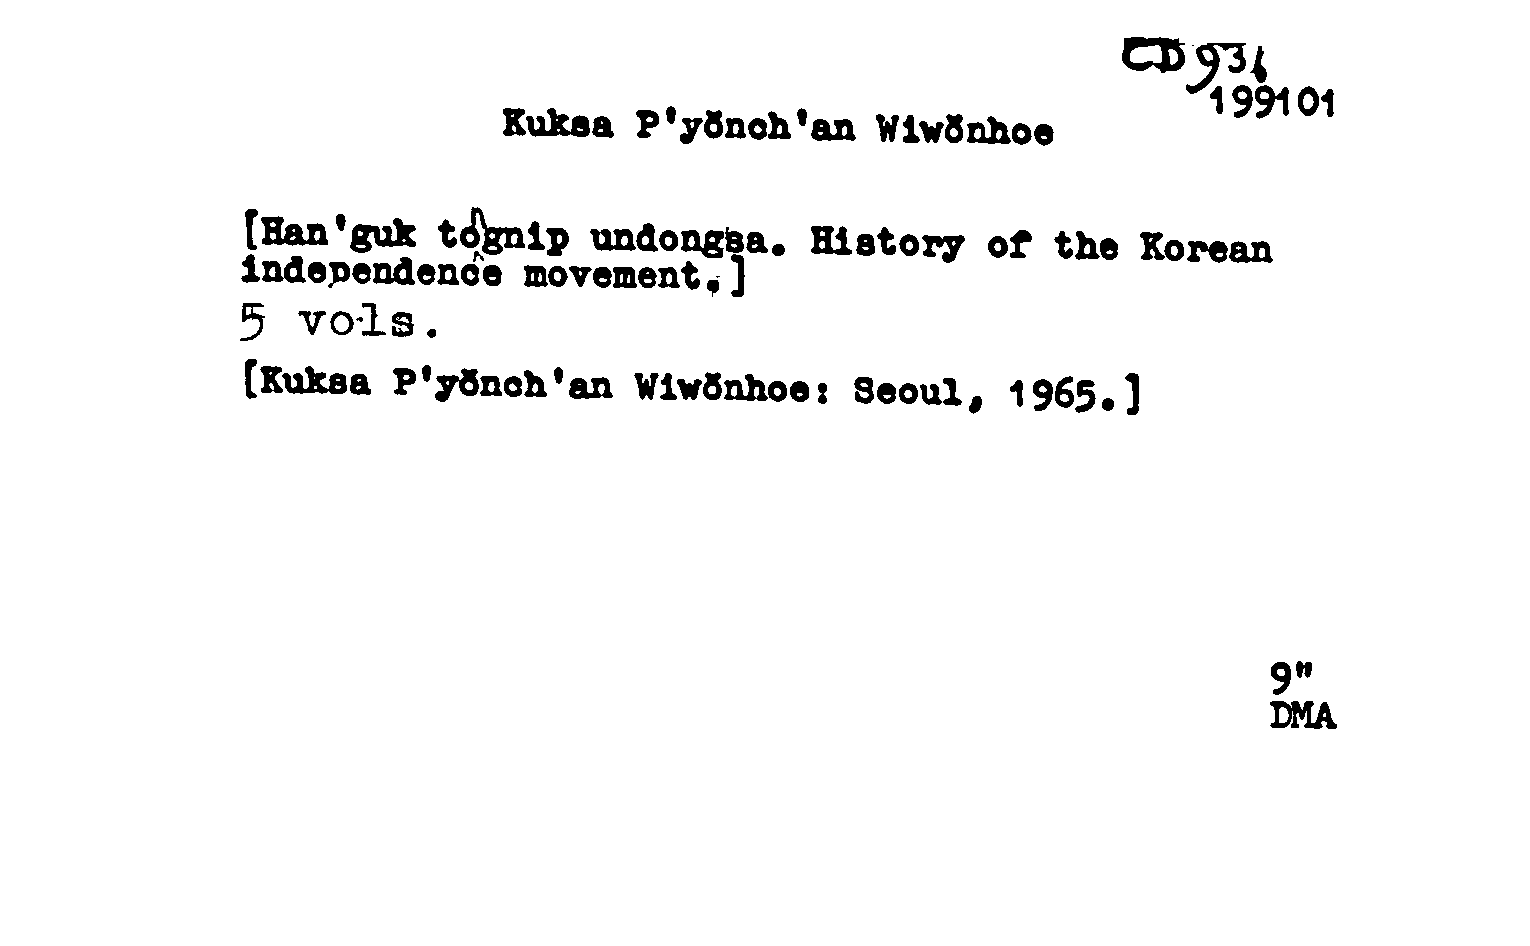 CD 936
199101
Kuksa P'yŏnch'an Wiwŏnhoe
[Han'guk tognip undongsa. History of the Korean
independence movement.]
5 vols.
[Kuksa P'yŏnch'an Wiwŏnhoe: Seoul, 1965.]
9"
DMA